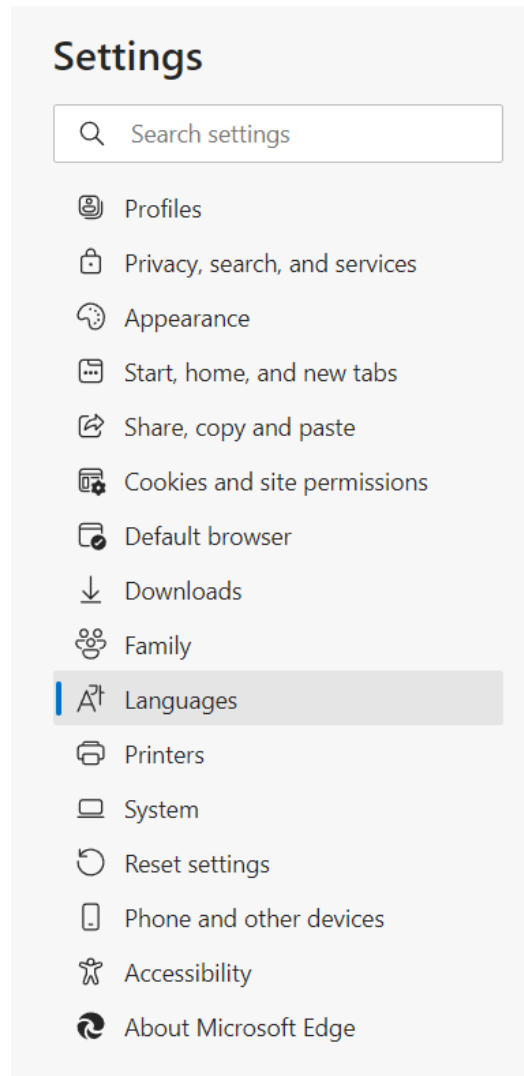 Settings
Search settings
Profiles
Privacy, search, and services
Appearance
Start, home, and new tabs
Share, copy and paste
Cookies and site permissions
Default browser
Downloads
Family
Languages
Printers
System
Reset settings
Phone and other devices
Accessibility
About Microsoft Edge